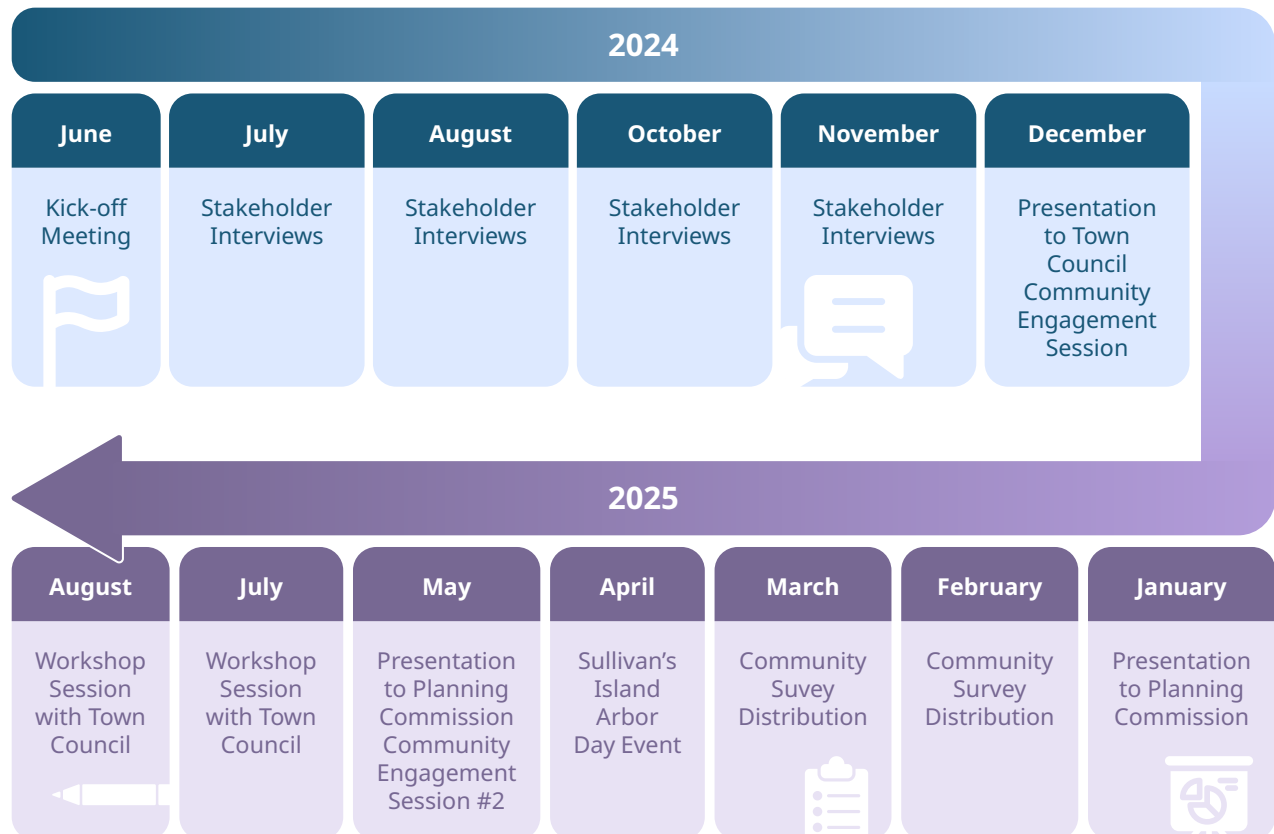 2024
June
Kick-off
Meeting
July
Stakeholder
Interviews
August
Stakeholder
Interviews
October
Stakeholder
Interviews
November
Stakeholder
Interviews
December
Presentation
to Town
Council
Community
Engagement
Session
2025
August
Workshop
Session
with Town
Council
July
Workshop
Session
with Town
Council
May
Presentation
to Planning
Commission
Community
Engagement
Session #2
April
Sullivan’s
Island
Arbor
Day Event
March
Community
Suvey
Distribution
February
Community
Survey
Distribution
January
Presentation
to Planning
Commission